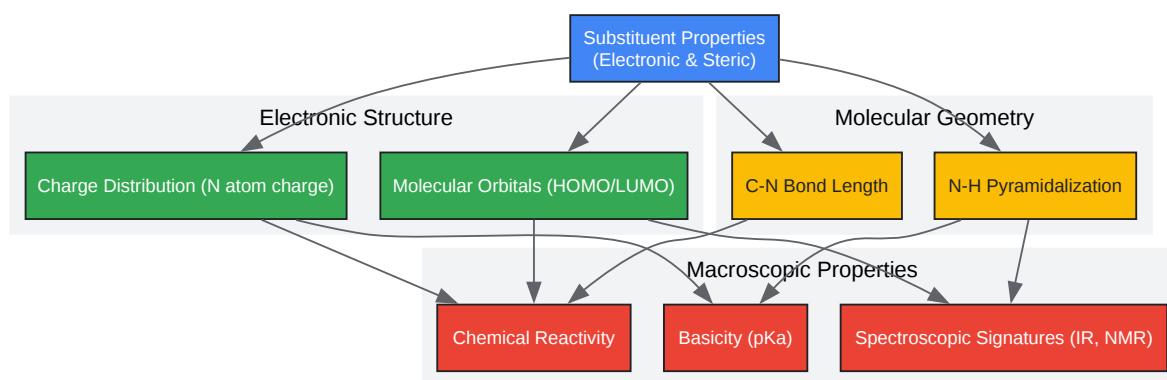 Substituent Properties
(Electronic & Steric)
Electronic Structure
Molecular Geometry
Charge Distribution (N atom charge)
Molecular Orbitals (HOMO/LUMO)
C-N Bond Length
N-H Pyramidalization
Macroscopic Properties
Chemical Reactivity
Basicity (pKa)
Spectroscopic Signatures (IR, NMR)